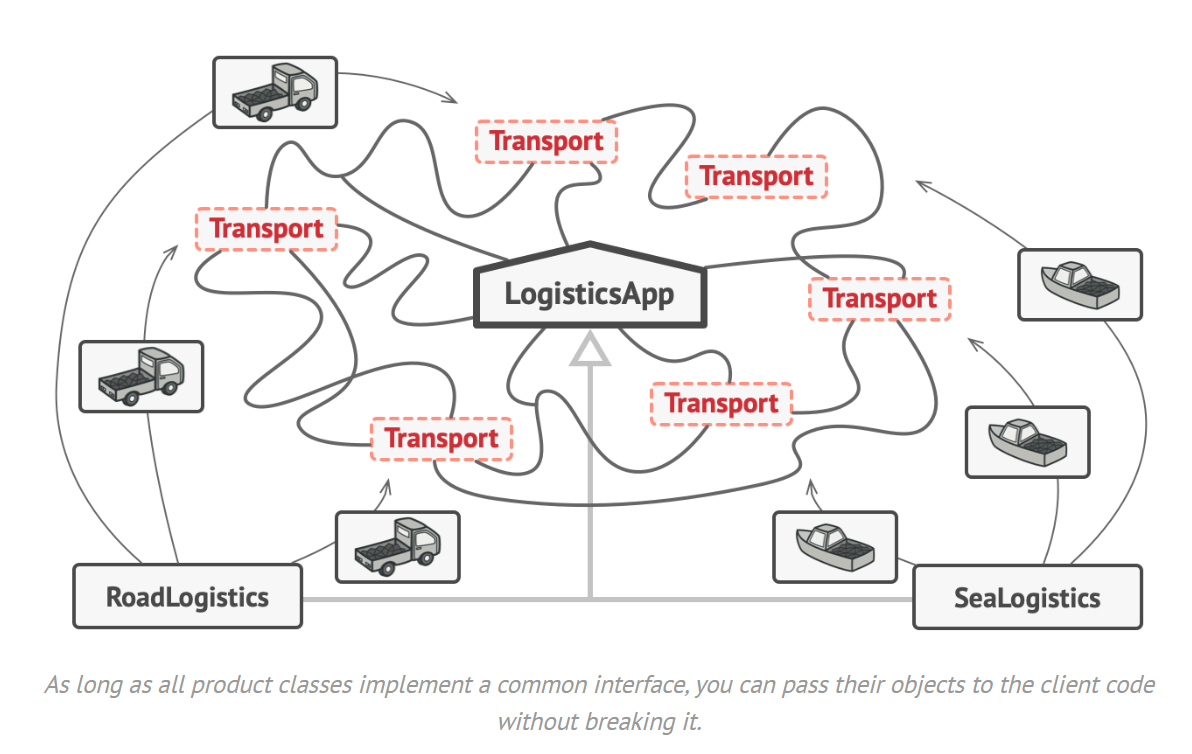 Transport
Transport
Transport
LogisticsApp
Transport
Transport
Transport
RoadLogistics
SeaLogistics
As long as all product classes implement a common interface, you can pass their objects to the client code
without breaking it.